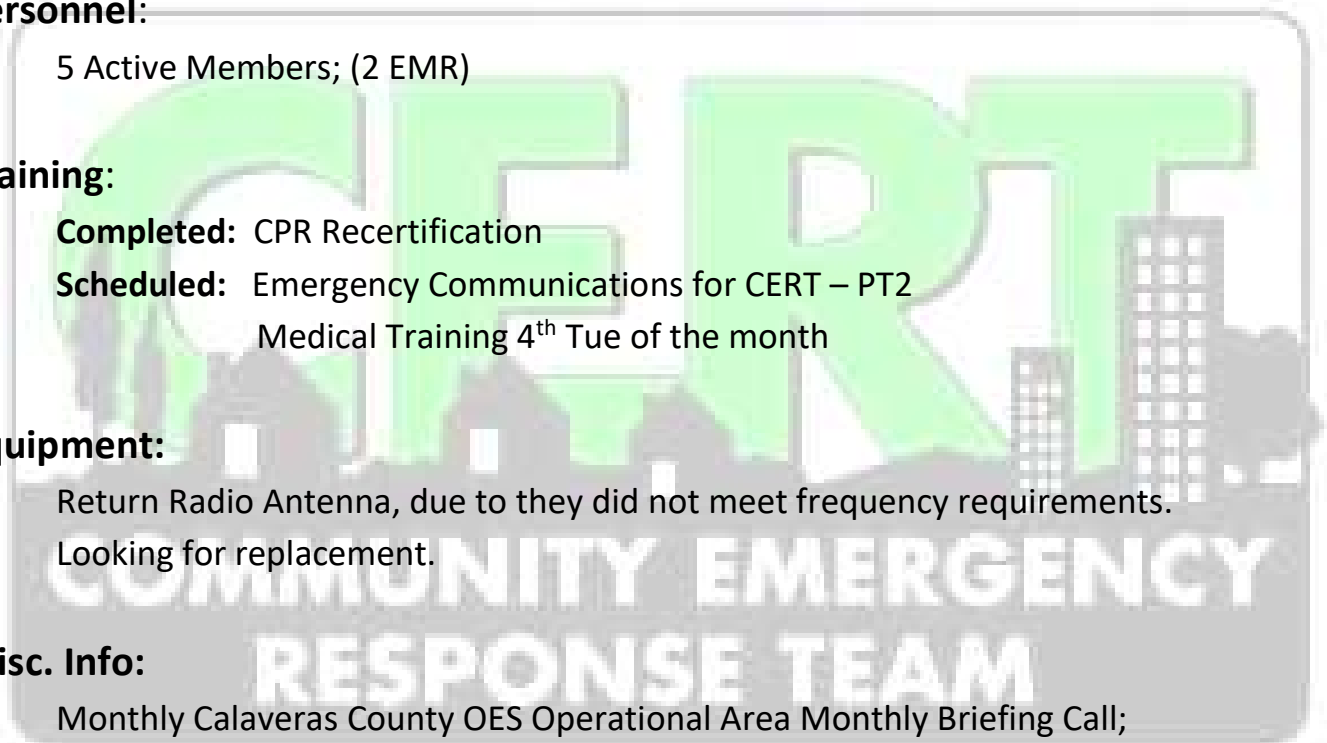 ersonnel:
5 Active Members; (2 EMR)
aining:
Completed: CPR Recertification
Scheduled: Emergency Communications for CERT – PT2
Medical Training 4th Tue of the month
quipment:
Return Radio Antenna, due to they did not meet frequency requirements.
Looking for replacement.
isc. Info:
Monthly Calaveras County OES Operational Area Monthly Briefing Call;
CERT
COMMUNITY EMERGENCY
RESPONSE TEAM